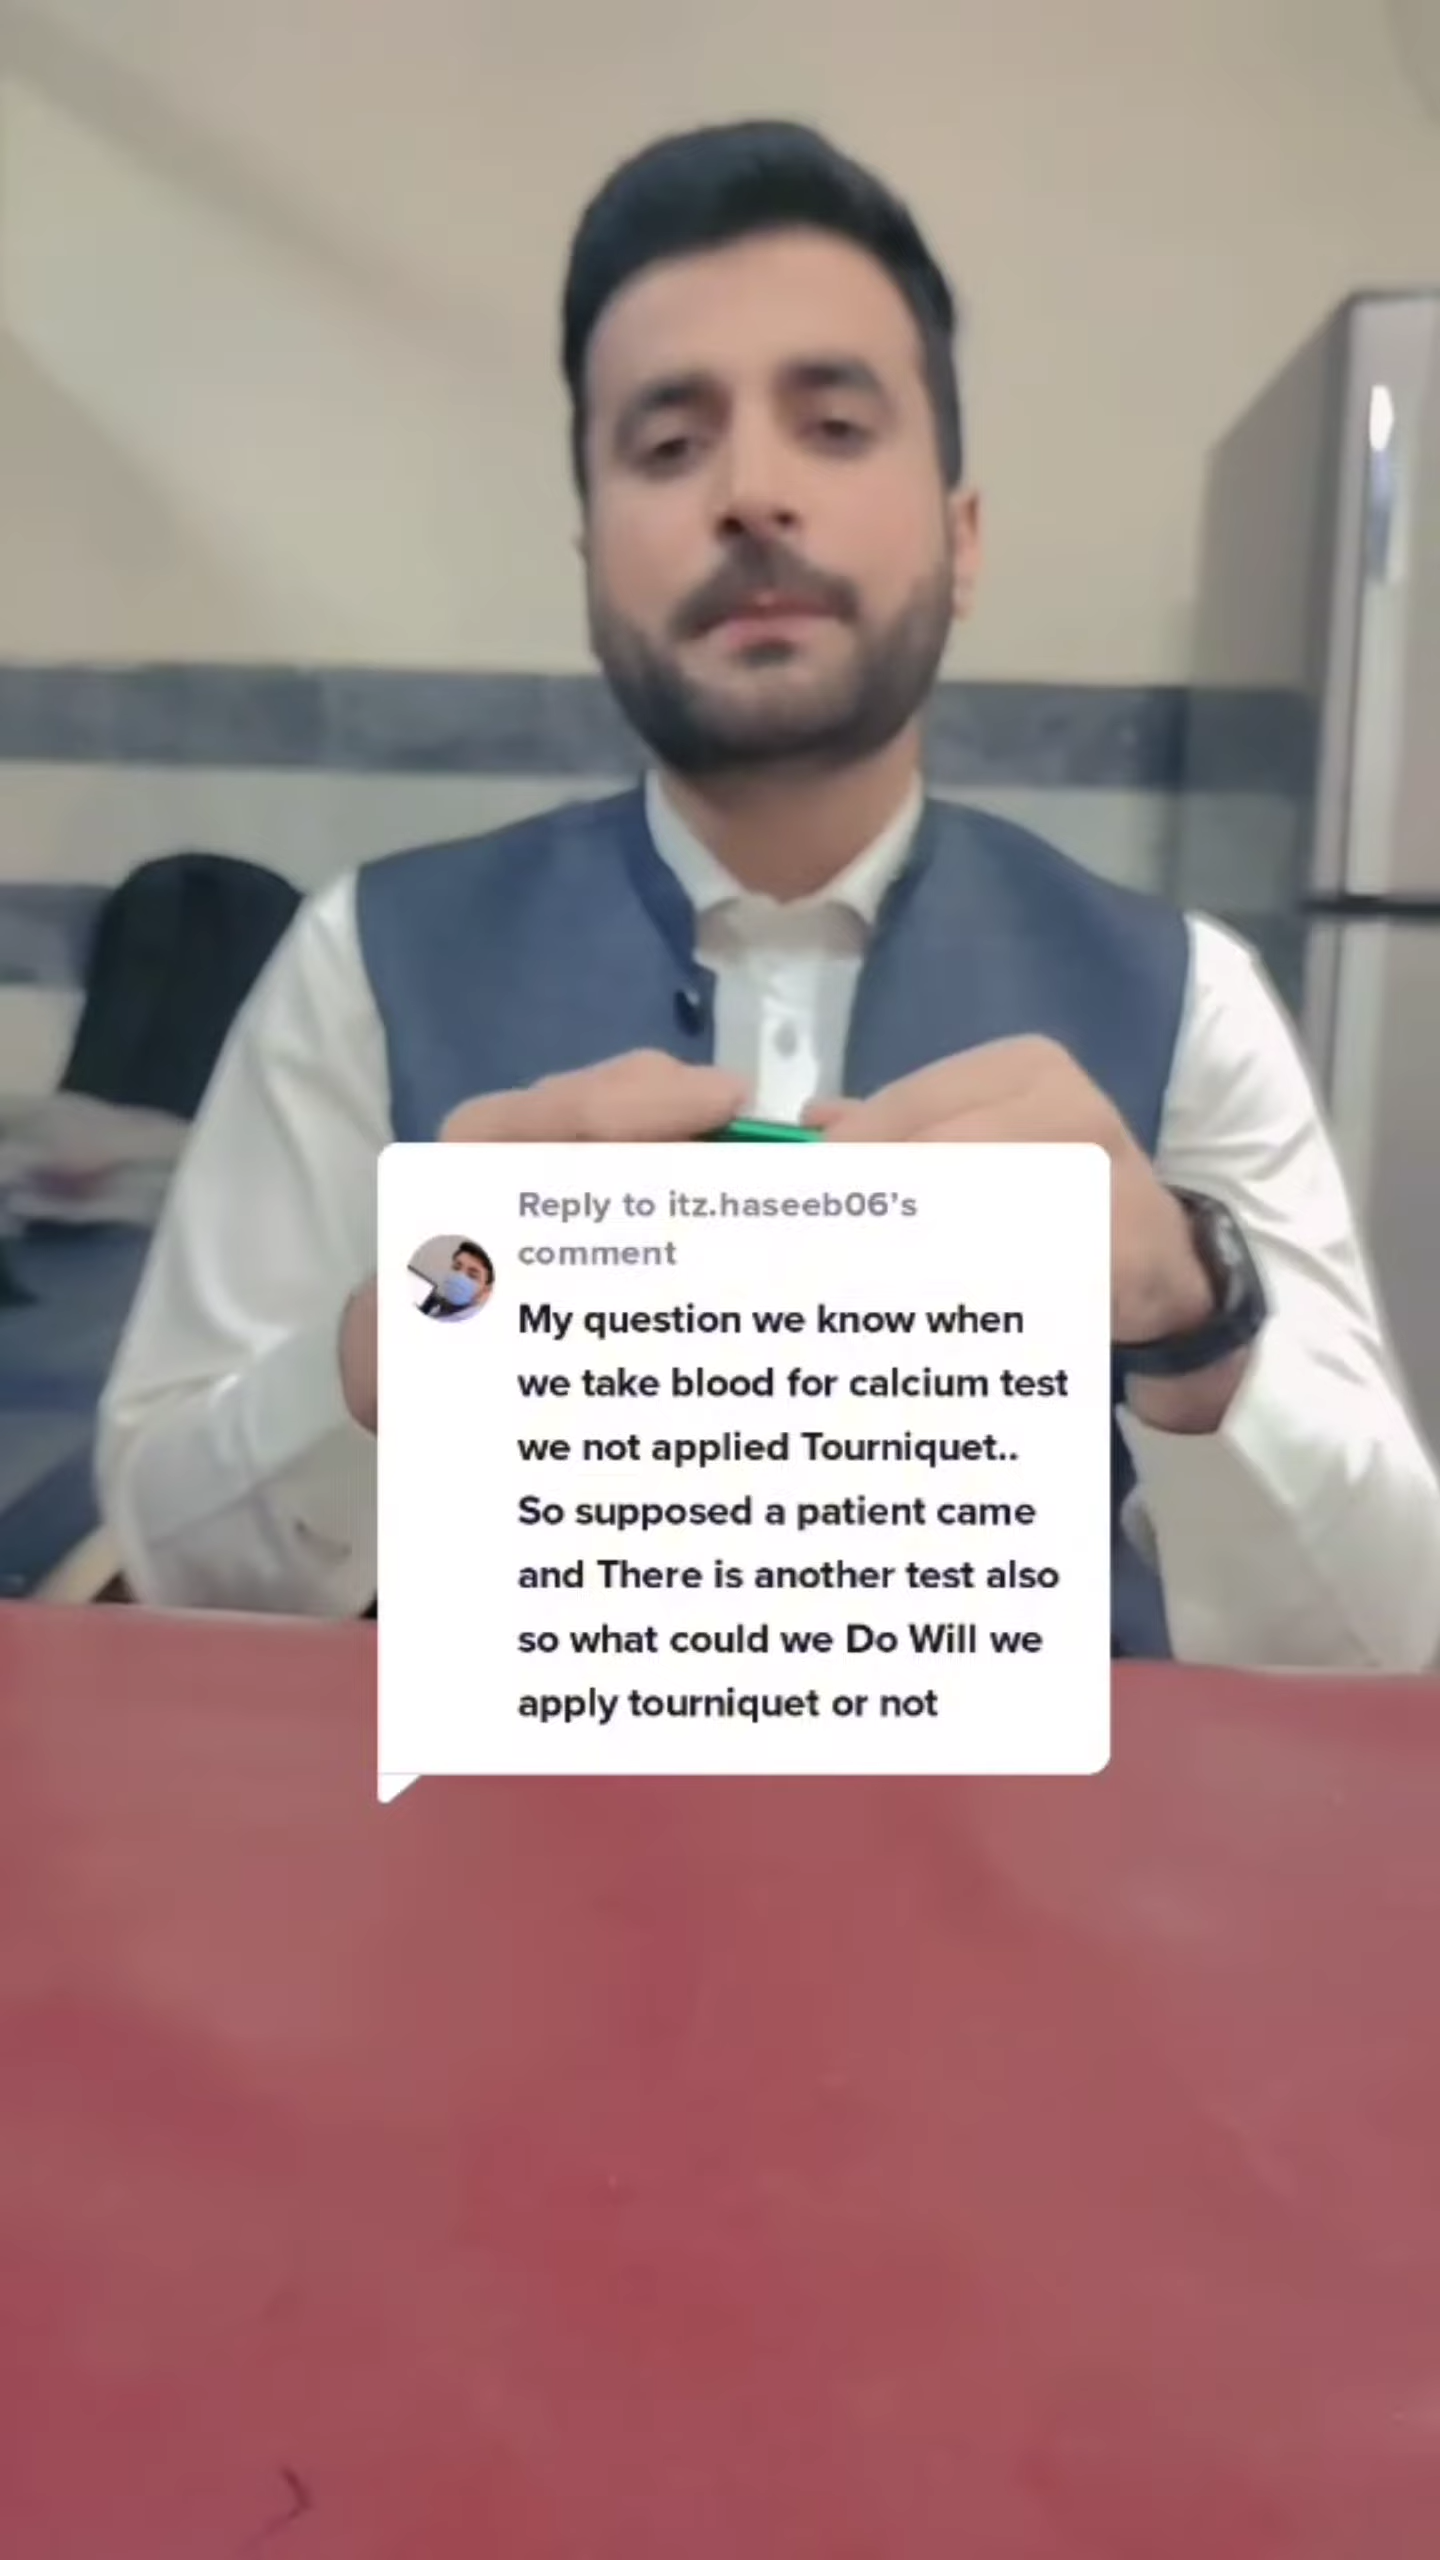 Reply to itz.haseeb06's
comment
My question we know when
we take blood for calcium test
we not applied Tourniquet..
So supposed a patient came
and There is another test also
so what could we Do Will we
apply tourniquet or not